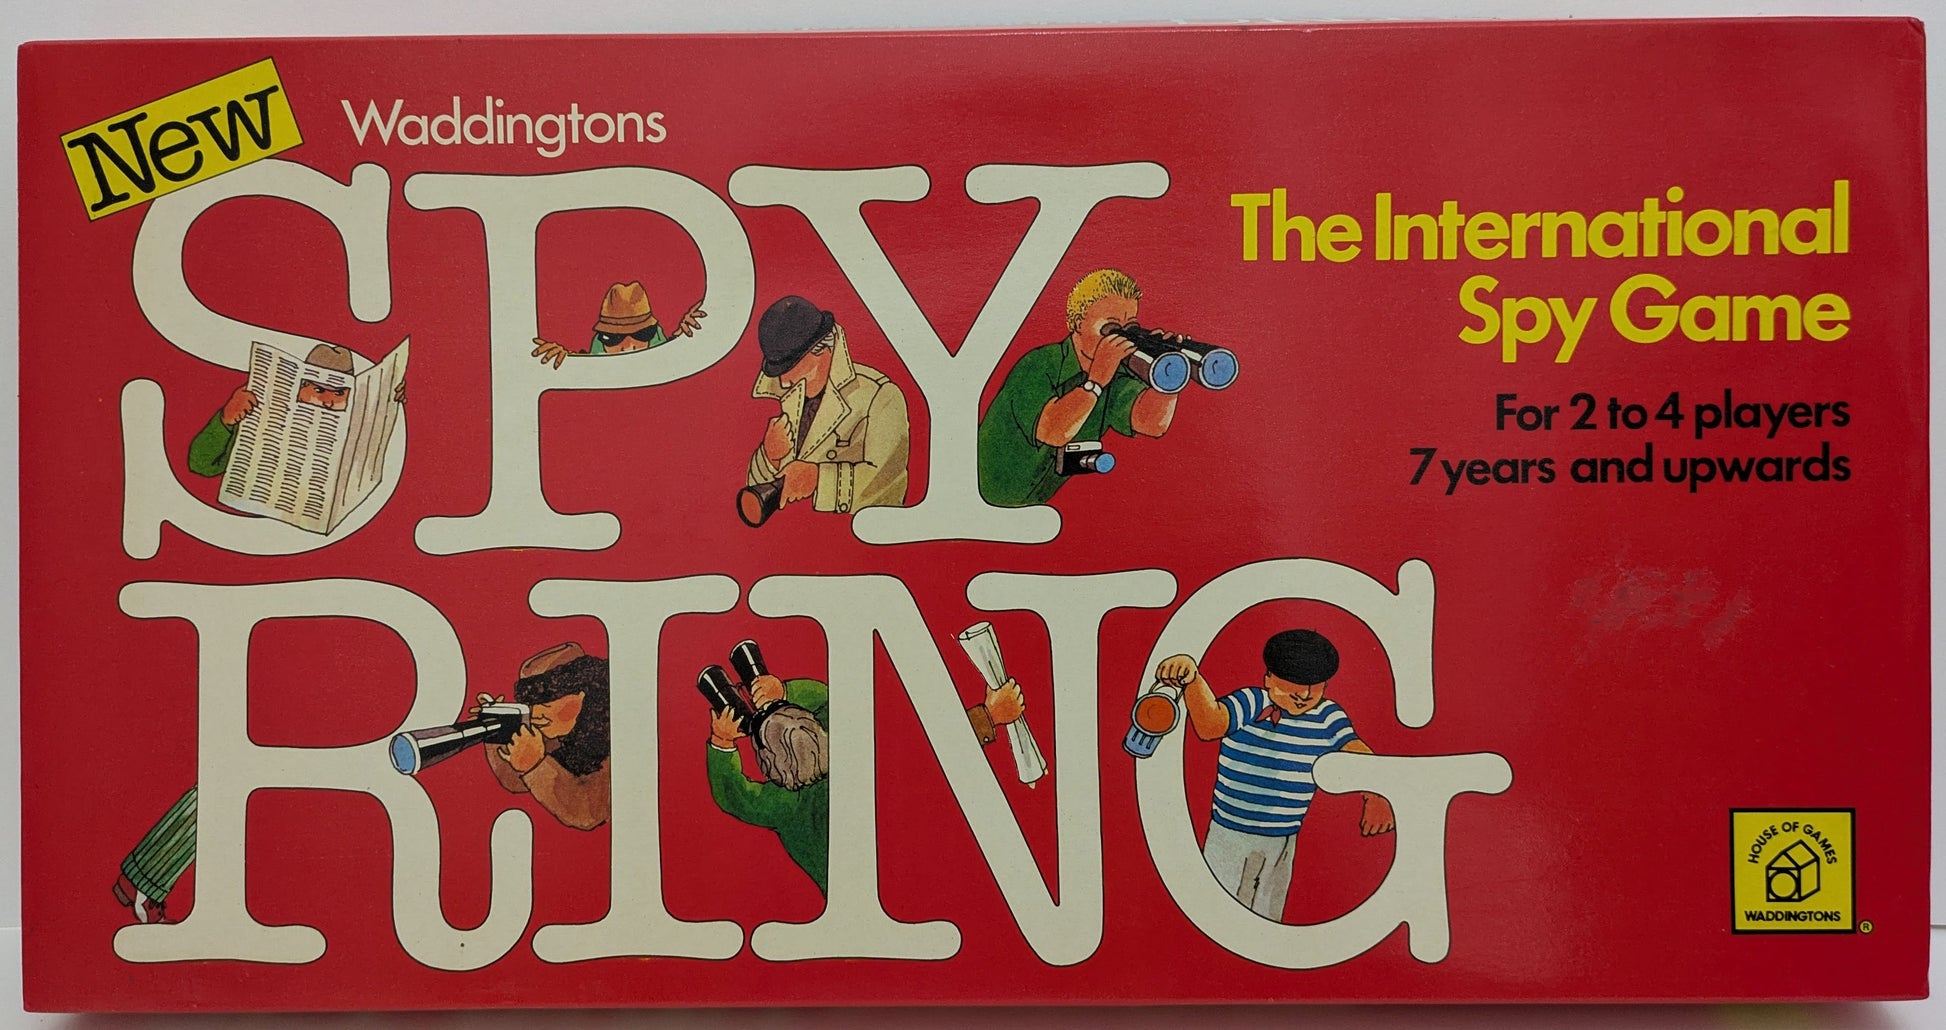 New
Waddingtons
SPY
RING
The International
Spy Game
For 2 to 4 players
7 years and upwards
HOUSE OF GAMES
WADDINGTONS
®